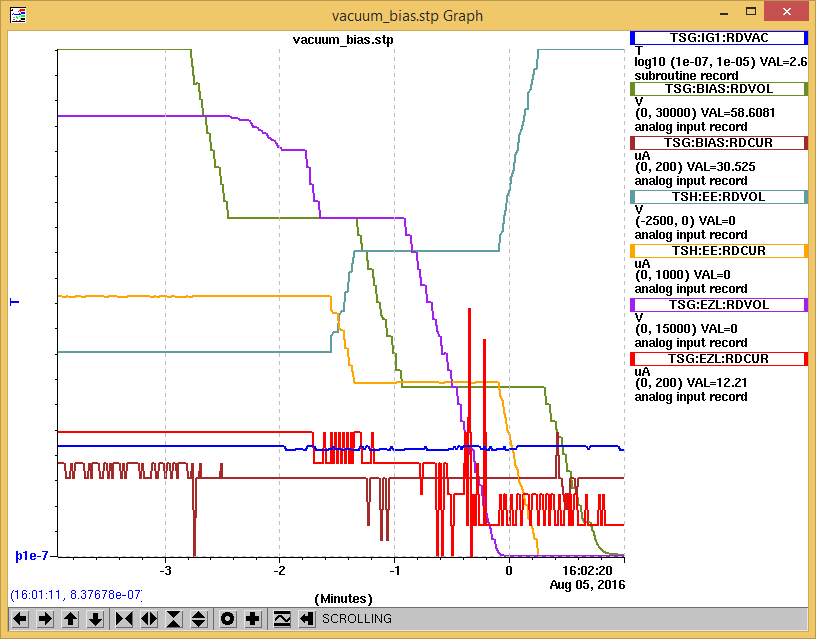 vacuum_bias.stp Graph
vacuum_bias.stp
TSG:IG1:RDVAC
T
log10 (1e-07, 1e-05) VAL=2.6
subroutine record
TSG:BIAS:RDVOL
V
(0, 30000) VAL=58.6081
analog input record
TSG:BIAS:RDCUR
uA
(0, 200) VAL=30.525
analog input record
TSH:EE:RDVOL
V
(-2500, 0) VAL=0
analog input record
TSH:EE:RDCUR
uA
(0, 1000) VAL=0
analog input record
TSG:EZL:RDVOL
V
(0, 15000) VAL=0
analog input record
TSG:EZL:RDCUR
uA
(0, 200) VAL=12.21
analog input record
T
1e-7
-3 -2 -1 0
16:02:20
Aug 05, 2016
(16:01:11, 8.37678e-07)
(Minutes)
SCROLLING